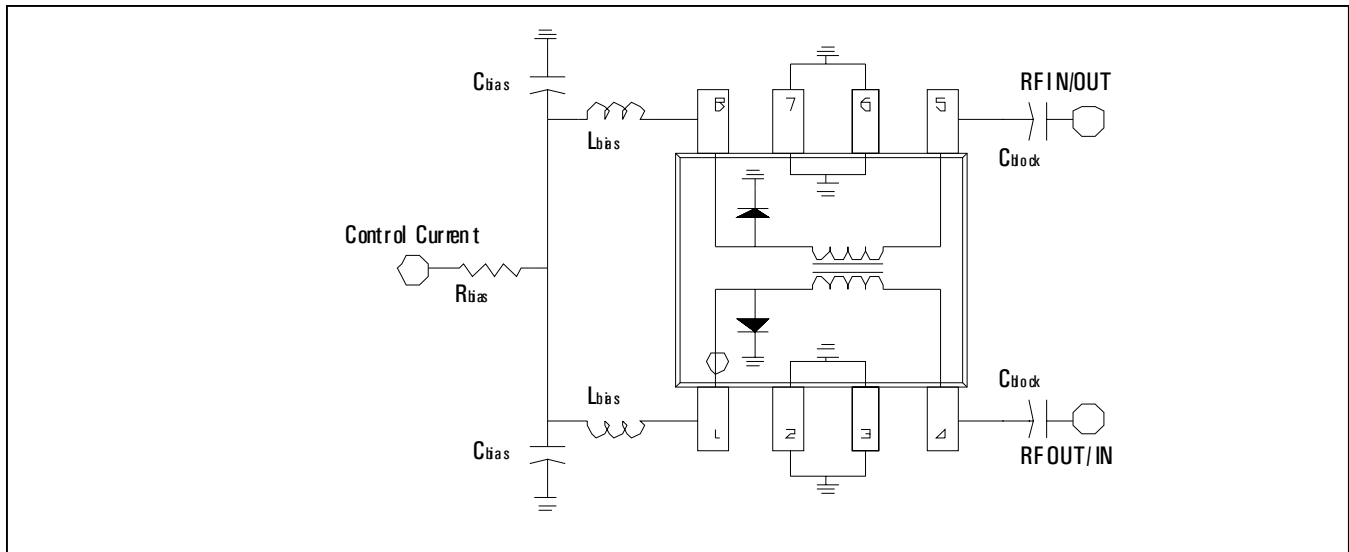 Cbias
8
7
6
5
RFIN/OUT
Lbias
Cblock
Control Current
Rbias
Lbias
Cblock
Cbias
1
2
3
4
RFOUT/IN